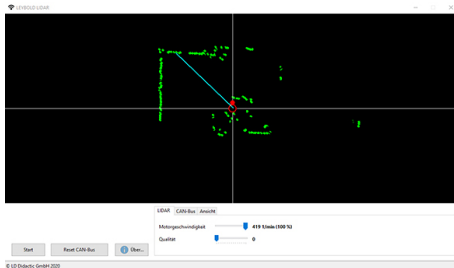 LEYBOLD LIDAR
LIDAR CAN-Bus Ansicht
Motorgeschwindigkeit 419 U/min (100 %)
Qualität 0
Start Reset CAN-Bus Über...
© LD Didactic GmbH 2020